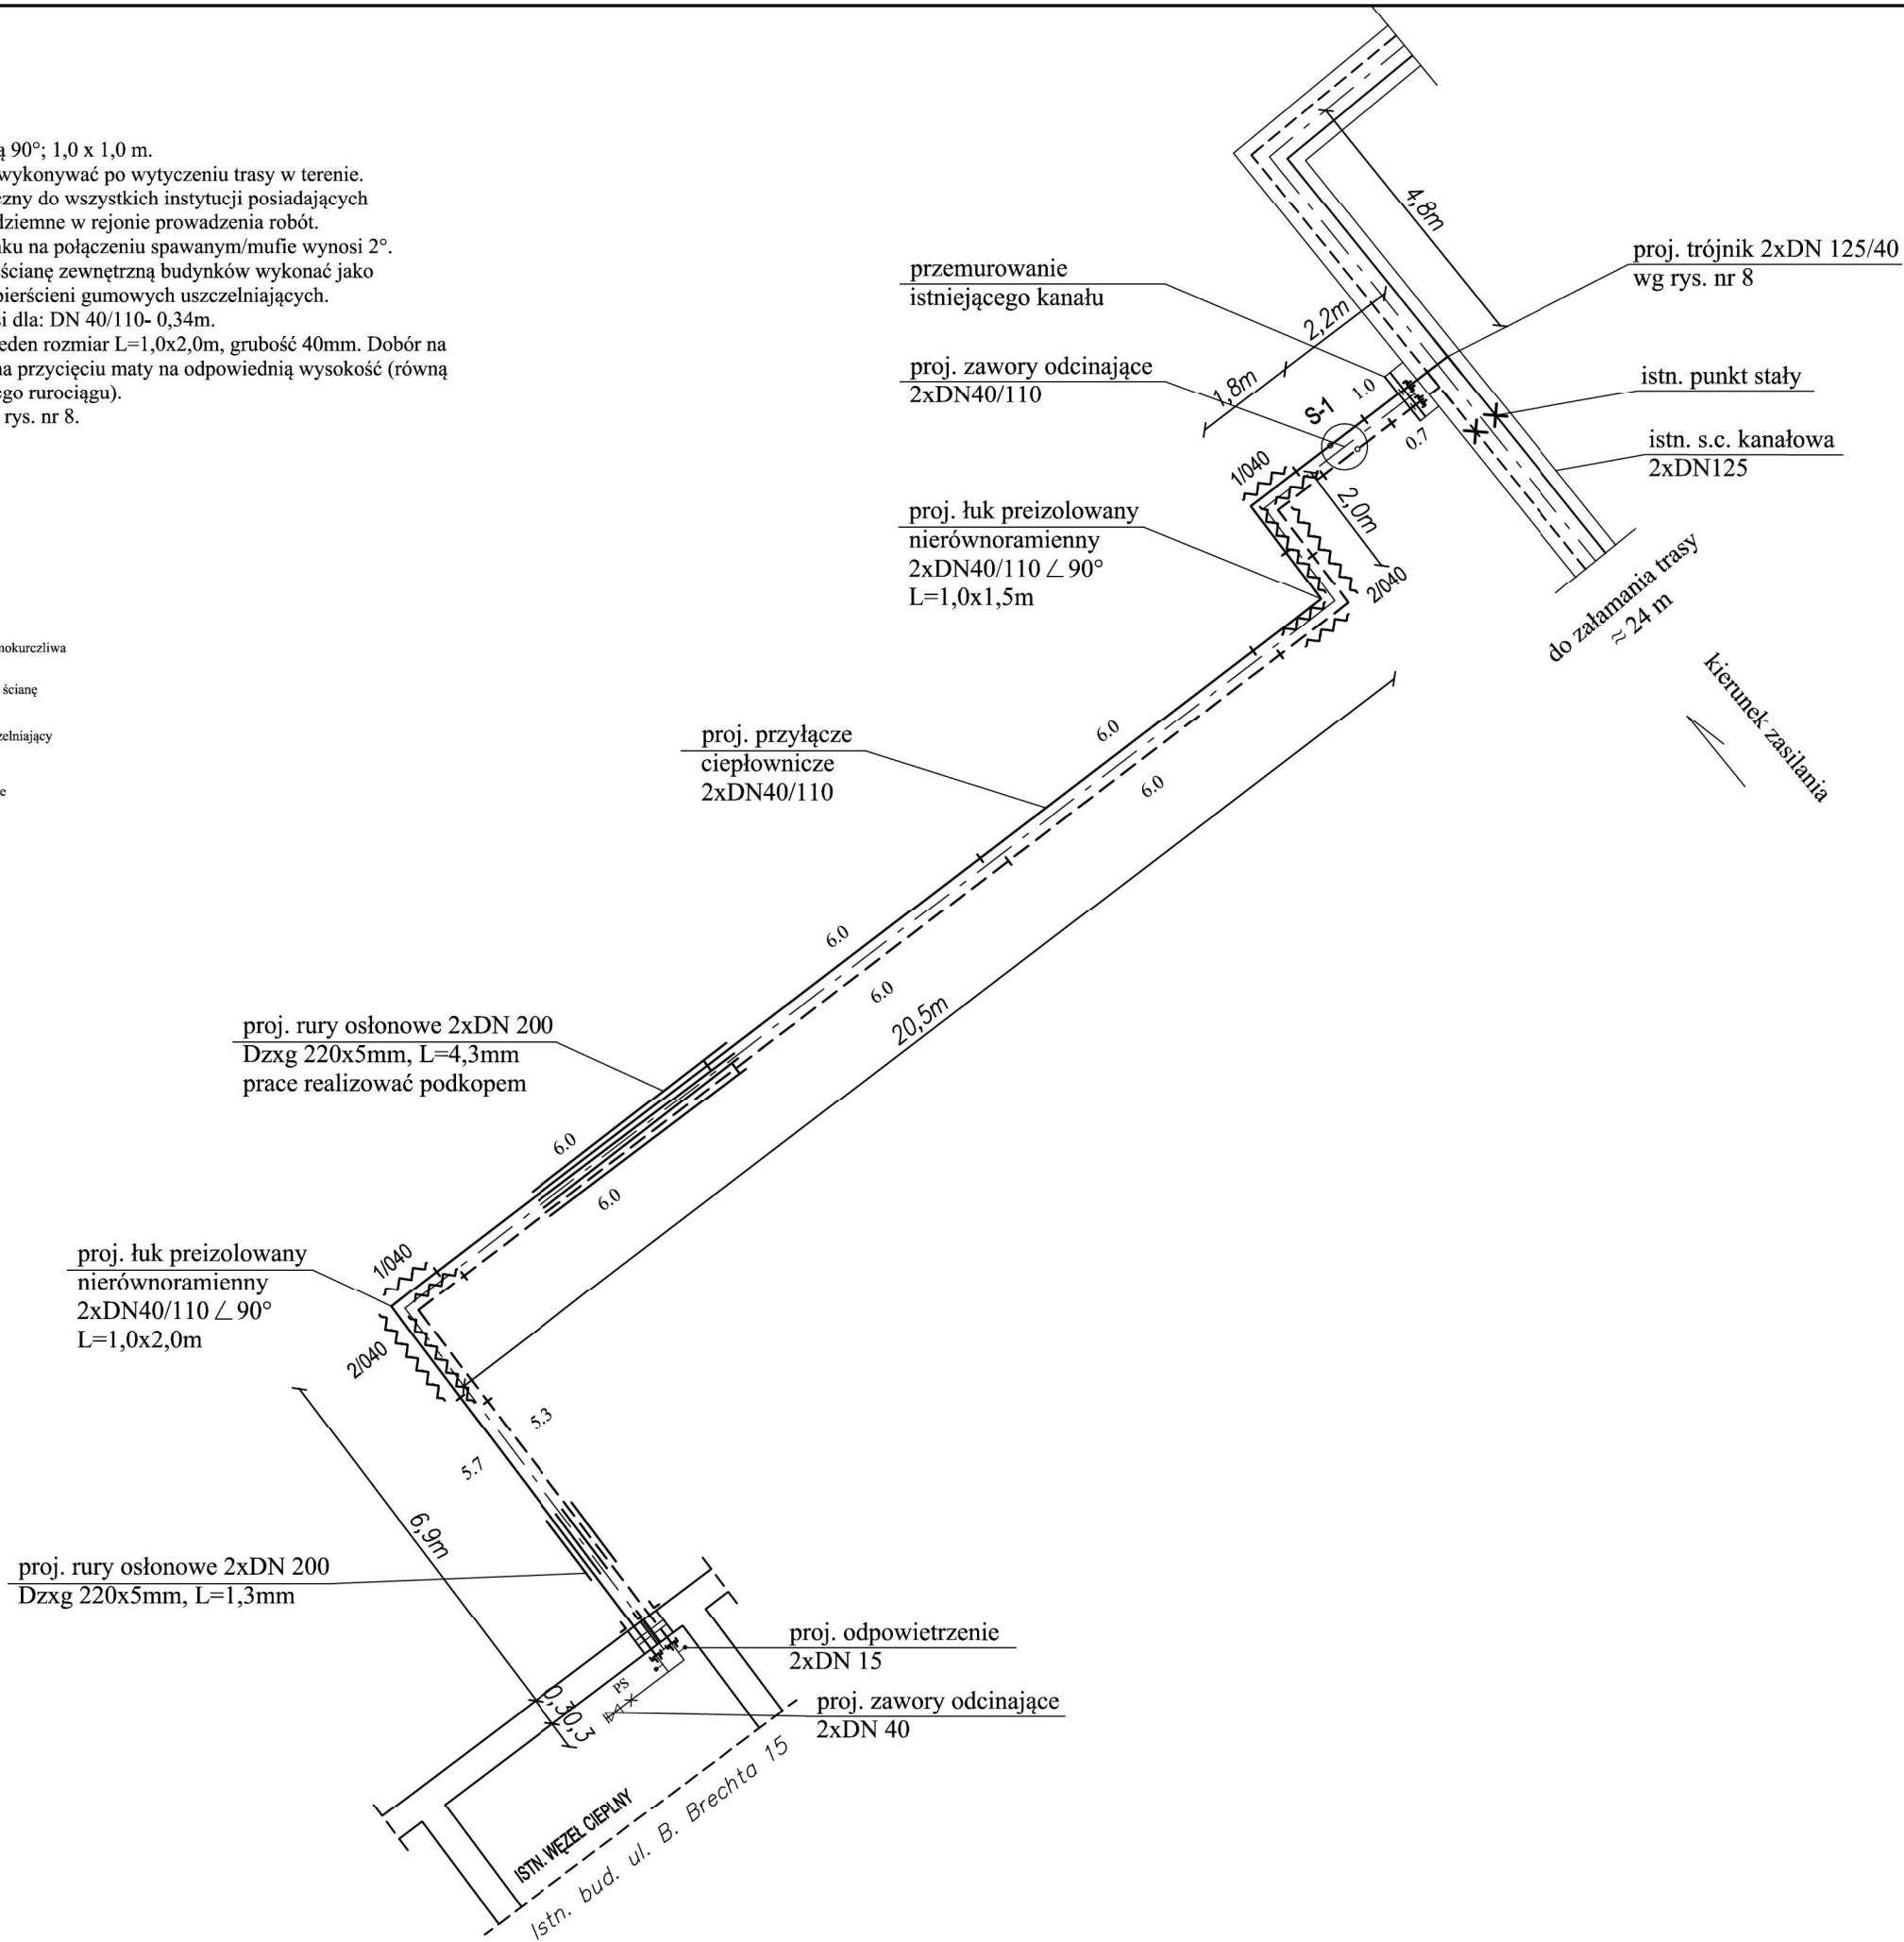 ą 90°; 1,0 x 1,0 m.
wykonywać po wytyczeniu trasy w terenie.
czny do wszystkich instytucji posiadających
dziemne w rejonie prowadzenia robót.
nku na połączeniu spawanym/mufie wynosi 2°.
ścianę zewnętrzną budynków wykonać jako
pierścieni gumowych uszczelniających.
si dla: DN 40/110- 0,34m.
eden rozmiar L=1,0x2,0m, grubość 40mm. Dobór na
na przycięciu maty na odpowiednią wysokość (równą
ego rurociągu).
rys. nr 8.
mokurczliwa
ścianę
zelniający
e
4,8m
proj. trójnik 2xDN 125/40
wg rys. nr 8
przemurowanie
istniejącego kanału
2,2m
1,8m
proj. zawory odcinające
2xDN40/110
S-1
1.0
0.7
istn. punkt stały
istn. s.c. kanałowa
2xDN125
1/040
2,0m
2/040
proj. łuk preizolowany
nierównoramienny
2xDN40/110 ∠ 90°
L=1,0x1,5m
do załamania trasy
≈ 24 m
kierunek zasilania
proj. przyłącze
ciepłownicze
2xDN40/110
6.0
6.0
6.0
6.0
20,5m
proj. rury osłonowe 2xDN 200
Dzxg 220x5mm, L=4,3mm
prace realizować podkopem
6.0
6.0
proj. łuk preizolowany
nierównoramienny
2xDN40/110 ∠ 90°
L=1,0x2,0m
1/040
2/040
5.3
5.7
6,9m
proj. rury osłonowe 2xDN 200
Dzxg 220x5mm, L=1,3mm
proj. odpowietrzenie
2xDN 15
PS
0,30,3
proj. zawory odcinające
2xDN 40
ISTN. WĘZEŁ CIEPLNY
Istn. bud. ul. B. Brechta 15